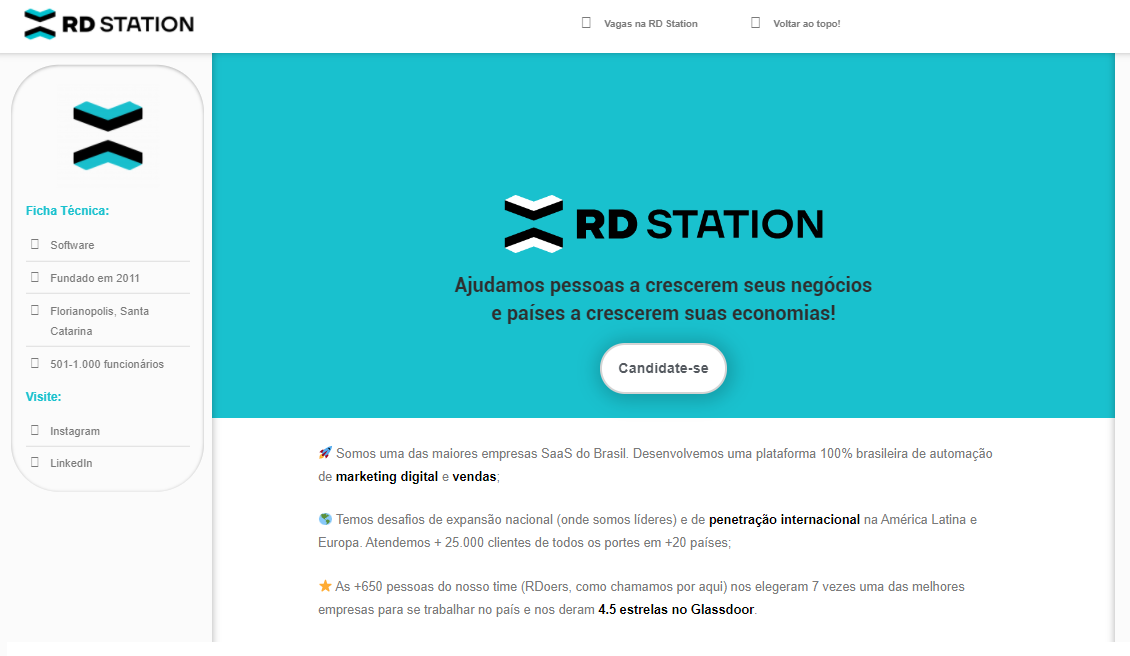 RD STATION
Vagas na RD Station
Voltar ao topo!
Ficha Técnica:
Software
Fundado em 2011
Florianopolis, Santa
Catarina
501-1.000 funcionários
Visite:
Instagram
LinkedIn
RD STATION
Ajudamos pessoas a crescerem seus negócios
e países a crescerem suas economias!
Candidate-se
🚀 Somos uma das maiores empresas SaaS do Brasil. Desenvolvemos uma plataforma 100% brasileira de automação
de marketing digital e vendas;
🌎 Temos desafios de expansão nacional (onde somos líderes) e de penetração internacional na América Latina e
Europa. Atendemos + 25.000 clientes de todos os portes em +20 países;
⭐ As +650 pessoas do nosso time (RDoers, como chamamos por aqui) nos elegeram 7 vezes uma das melhores
empresas para se trabalhar no país e nos deram 4.5 estrelas no Glassdoor.